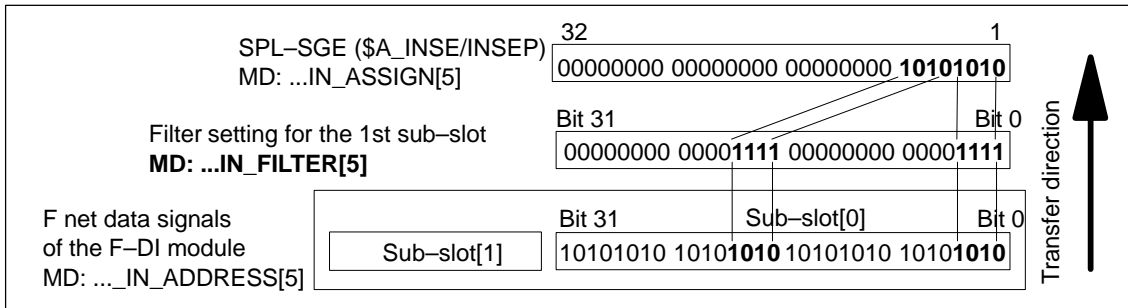 32 1
SPL–SGE ($A_INSE/INSEP)
00000000 00000000 00000000 10101010
MD: ...IN_ASSIGN[5]
Bit 31 Bit 0
Filter setting for the 1st sub–slot
00000000 00001111 00000000 00001111
MD: ...IN_FILTER[5]
F net data signals
Bit 31 Sub–slot[0] Bit 0
of the F–DI module
Sub–slot[1] 10101010 10101010 10101010 10101010
MD: ..._IN_ADDRESS[5]
Transfer direction